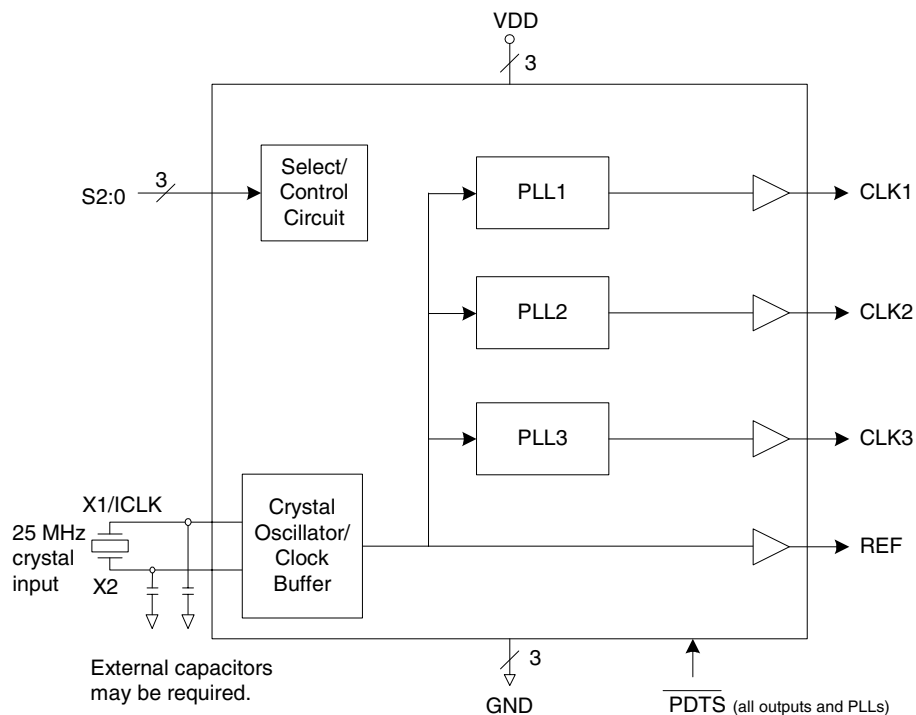 VDD
3
S2:0
3
Select/
Control
Circuit
PLL1
CLK1
PLL2
CLK2
PLL3
CLK3
X1/ICLK
25 MHz
crystal
input
X2
Crystal
Oscillator/
Clock
Buffer
REF
External capacitors
may be required.
3
GND
PDTS (all outputs and PLLs)